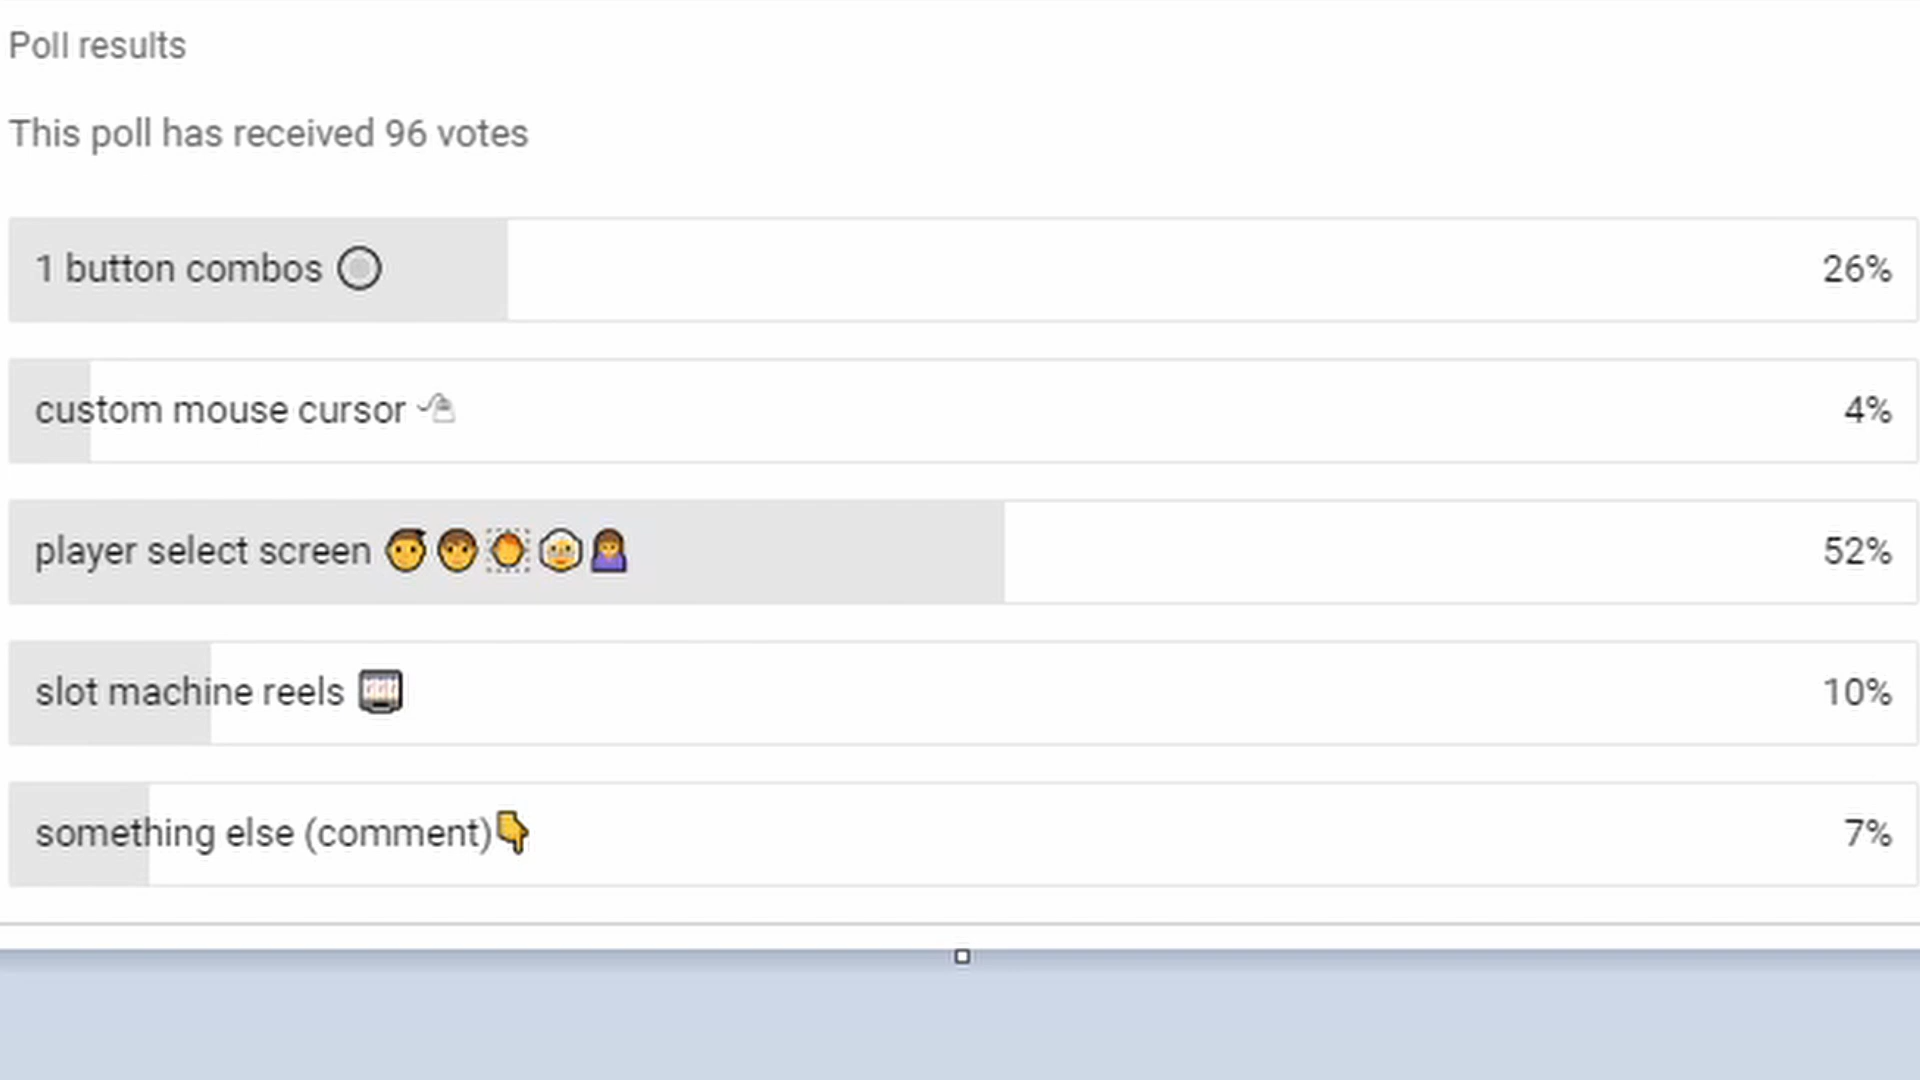 Poll results
This poll has received 96 votes
1 button combos 26%
custom mouse cursor 4%
player select screen 52%
slot machine reels 10%
something else (comment) 7%